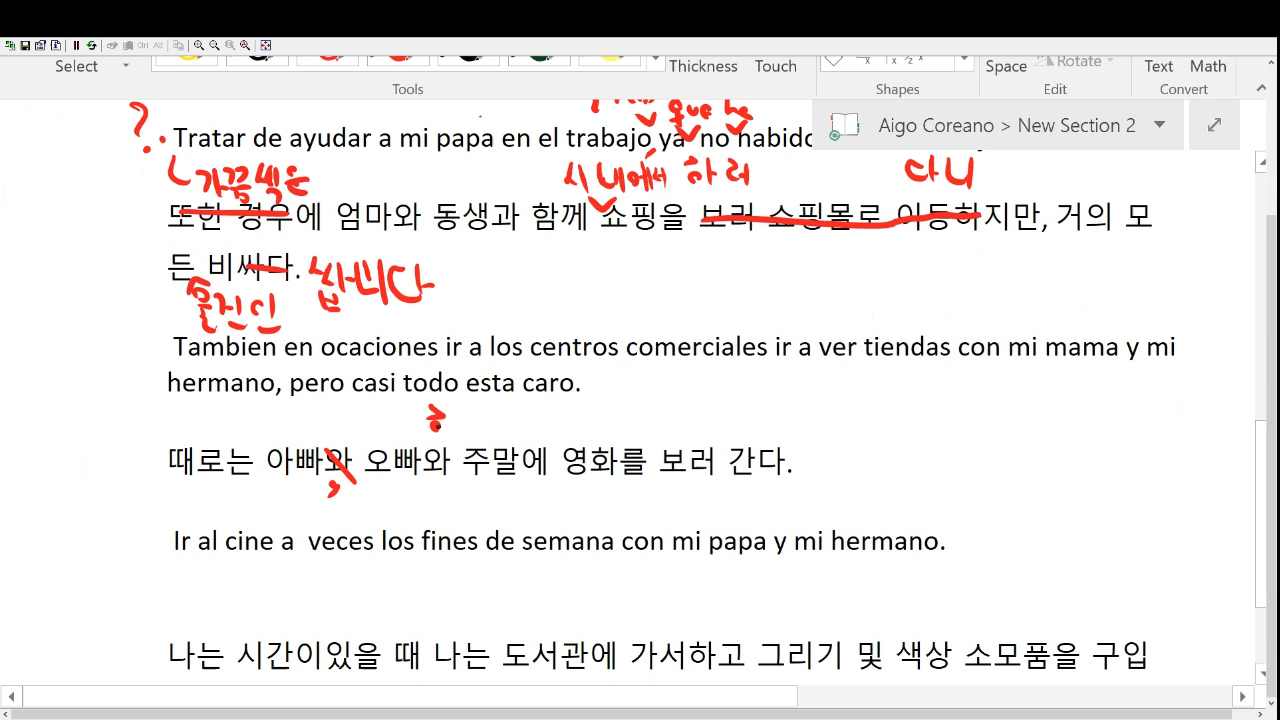 Ctrl Alt
Select
Thickness
Touch
Space
Rotate
Text
Math
Tools
Shapes
Edit
Convert
Aigo Coreano > New Section 2
que ha
?. Tratar de ayudar a mi papa en el trabajo ya no habido
가끔씩은 시내에서 하러 다니
또한 경우에 엄마와 동생과 함께 쇼핑을 보러 쇼핑몰로 이등하지만, 거의 모
든 비싸다. 쌉니다
물건인
Tambien en ocaciones ir a los centros comerciales ir a ver tiendas con mi mama y mi
hermano, pero casi todo esta caro.
때로는 아빠와 오빠와 주말에 영화를 보러 간다.
,
Ir al cine a veces los fines de semana con mi papa y mi hermano.
나는 시간이있을 때 나는 도서관에 가서하고 그리기 및 색상 소모품을 구입